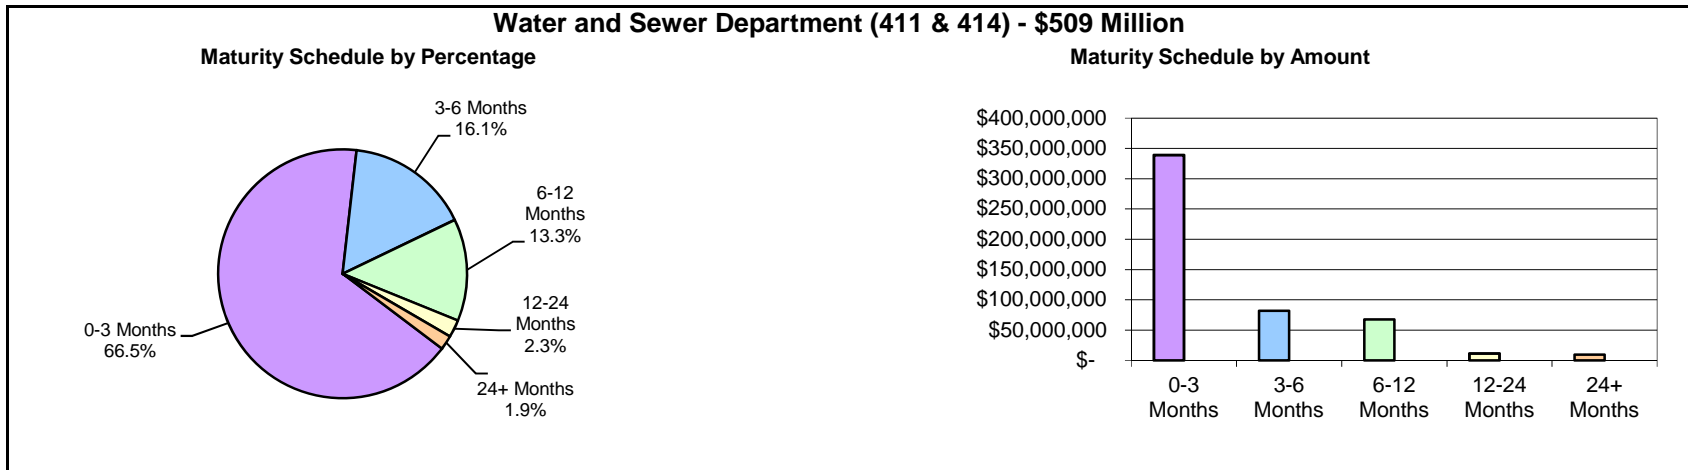 Water and Sewer Department (411 & 414) - $509 Million
Maturity Schedule by Percentage
3-6 Months
16.1%
6-12
Months
13.3%
12-24
Months
2.3%
24+ Months
1.9%
0-3 Months
66.5%
Maturity Schedule by Amount
$400,000,000
$350,000,000
$300,000,000
$250,000,000
$200,000,000
$150,000,000
$100,000,000
$50,000,000
$-
0-3
Months
3-6
Months
6-12
Months
12-24
Months
24+
Months